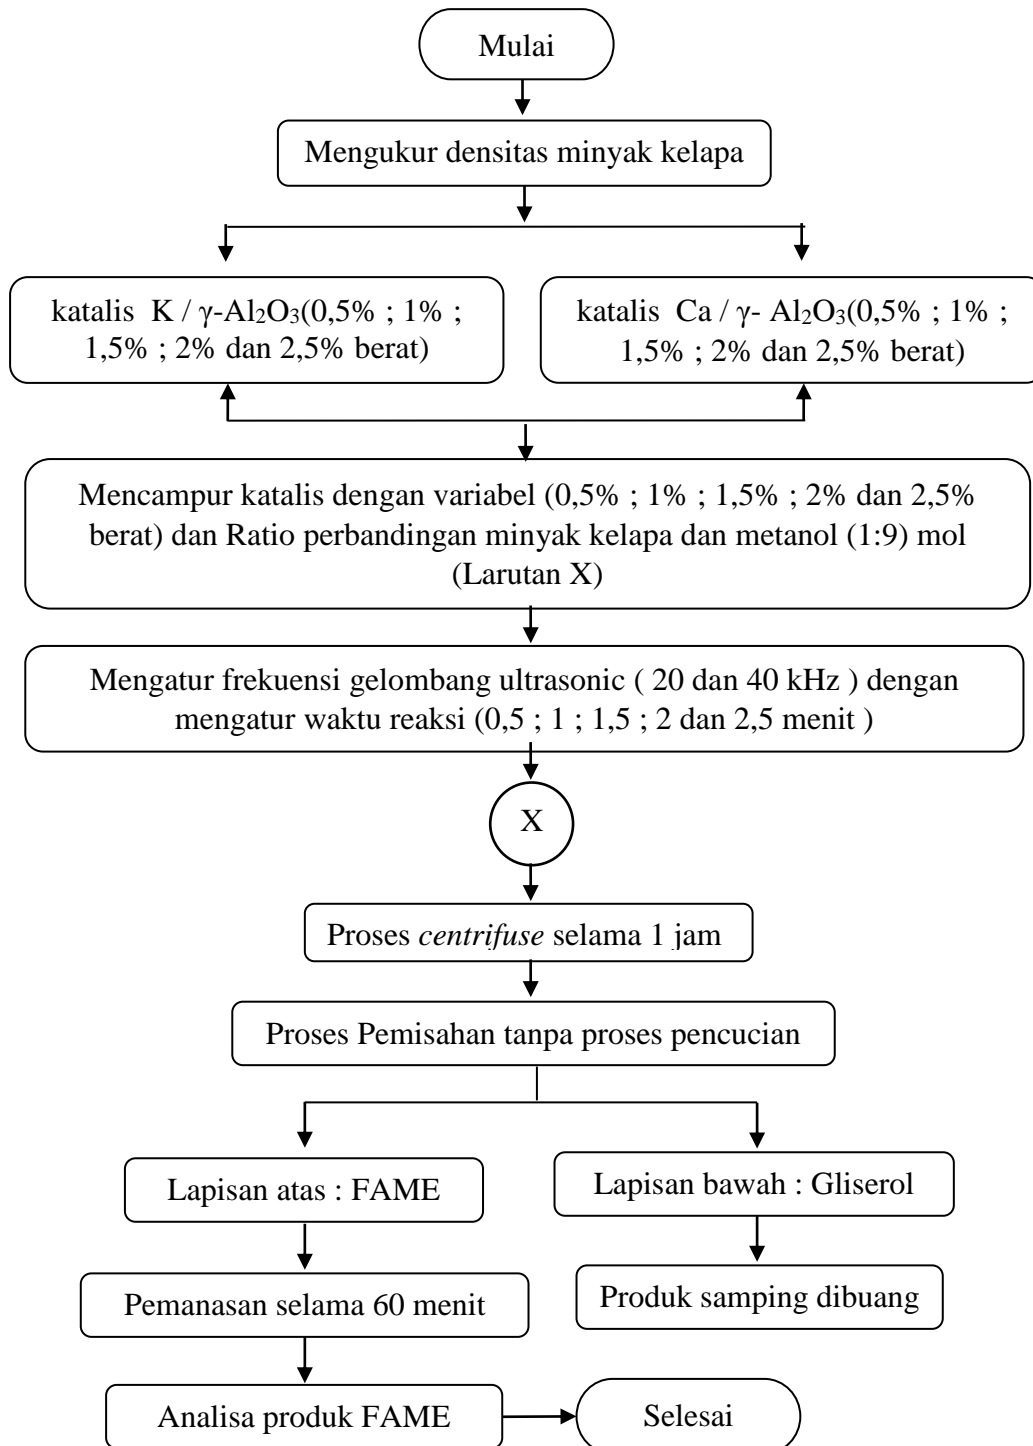 Mulai
Mengukur densitas minyak kelapa
katalis K / γ-Al₂O₃(0,5% ; 1% ;
1,5% ; 2% dan 2,5% berat)
katalis Ca / γ- Al₂O₃(0,5% ; 1% ;
1,5% ; 2% dan 2,5% berat)
Mencampur katalis dengan variabel (0,5% ; 1% ; 1,5% ; 2% dan 2,5%
berat) dan Ratio perbandingan minyak kelapa dan metanol (1:9) mol
(Larutan X)
Mengatur frekuensi gelombang ultrasonic ( 20 dan 40 kHz ) dengan
mengatur waktu reaksi (0,5 ; 1 ; 1,5 ; 2 dan 2,5 menit )
X
Proses centrifuse selama 1 jam
Proses Pemisahan tanpa proses pencucian
Lapisan atas : FAME
Lapisan bawah : Gliserol
Pemanasan selama 60 menit
Produk samping dibuang
Analisa produk FAME
Selesai